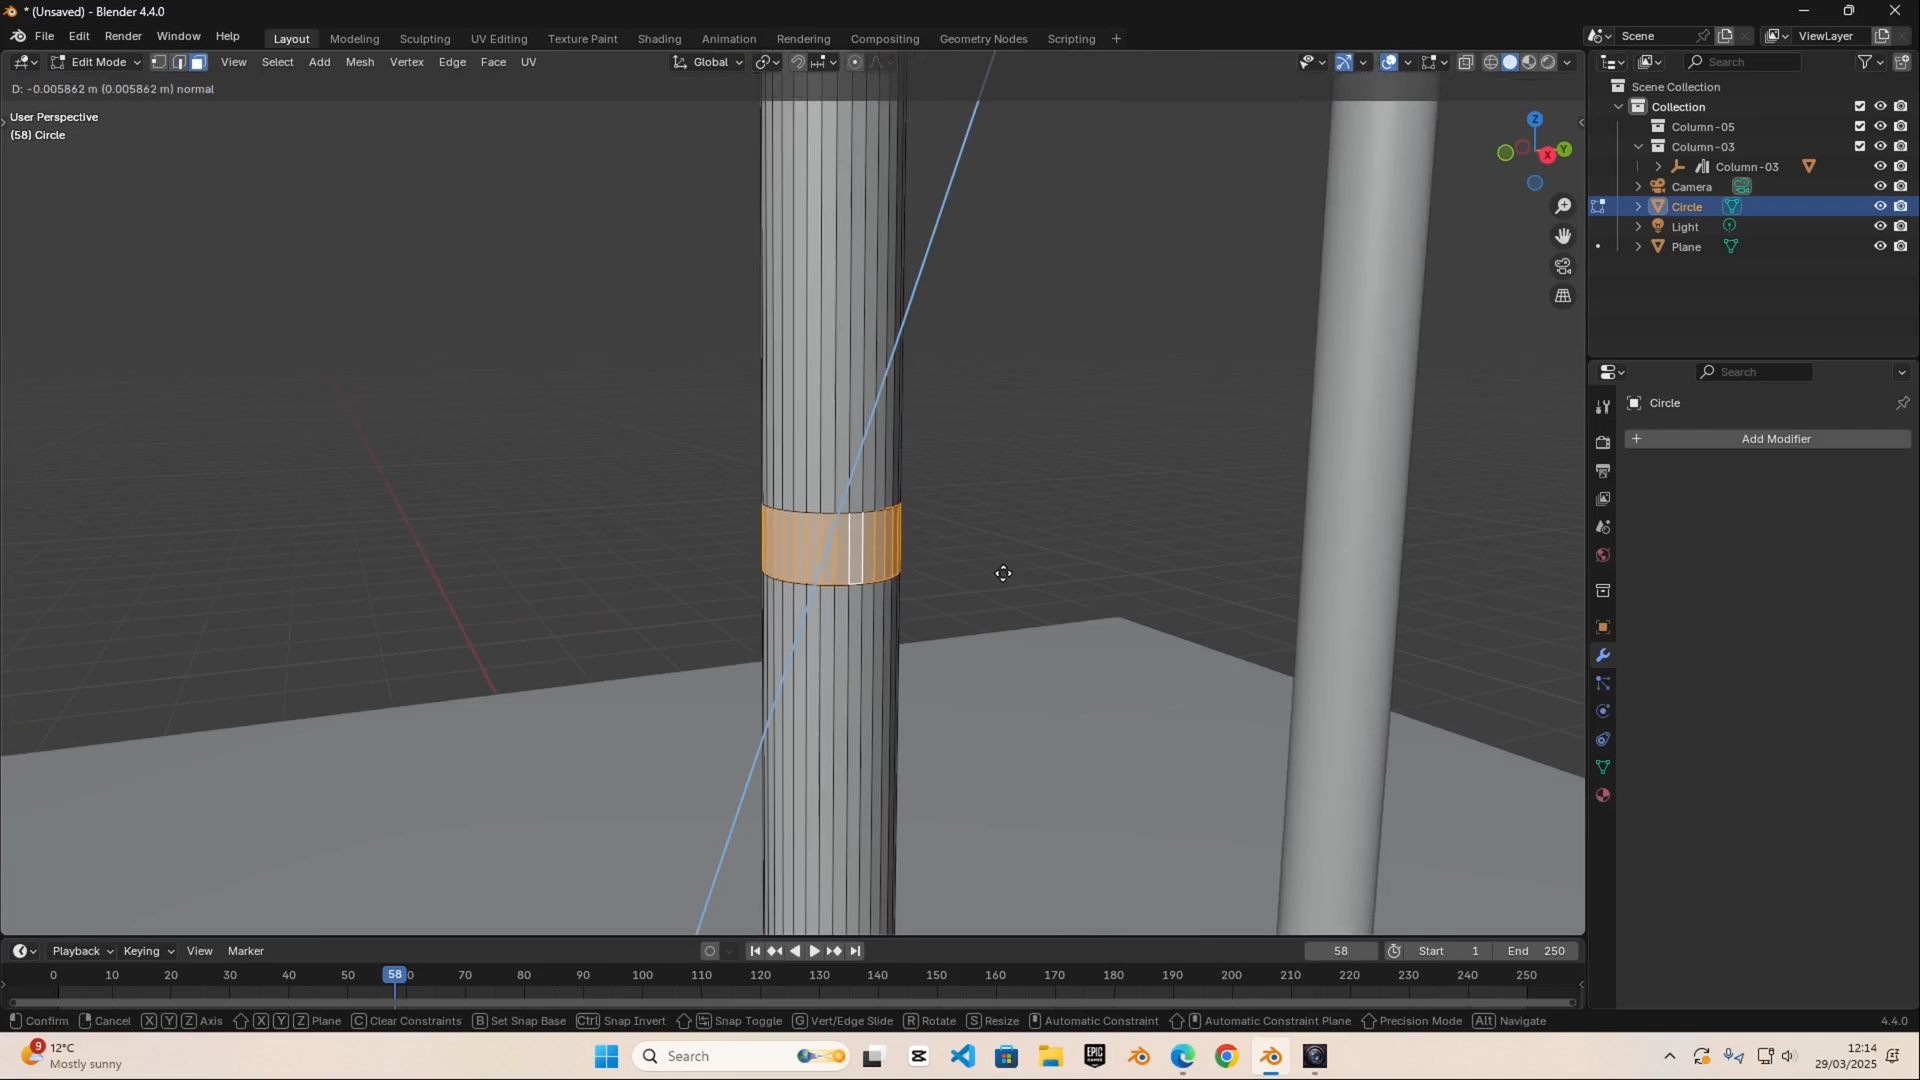 * (Unsaved) - Blender 4.4.0
File Edit Render Window Help Layout Modeling Sculpting UV Editing Texture Paint Shading Animation Rendering Compositing Geometry Nodes Scripting + Scene ViewLayer
Edit Mode View Select Add Mesh Vertex Edge Face UV Global Search
D: -0.005862 m (0.005862 m) normal
User Perspective
(58) Circle
Z
Y
X
Scene Collection
Collection
Column-05
Column-03
Column-03
Camera
Circle
Light
Plane
Search
Circle
+ Add Modifier
Playback Keying View Marker 58 Start 1 End 250
0 10 20 30 40 50 58 0 70 80 90 100 110 120 130 140 150 160 170 180 190 200 210 220 230 240 250
Confirm Cancel X Y Z Axis X Y Z Plane C Clear Constraints B Set Snap Base Ctrl Snap Invert Snap Toggle G Vert/Edge Slide R Rotate S Resize Automatic Constraint Automatic Constraint Plane Precision Mode Alt Navigate 4.4.0
9
12°C
Mostly sunny
Search
EPIC GAMES
12:14
29/03/2025